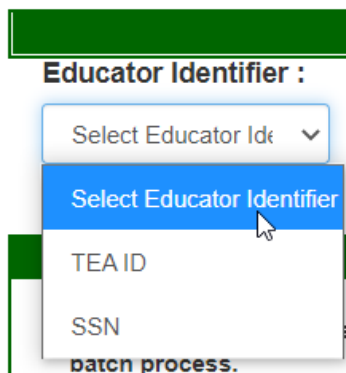 Educator Identifier :
Select Educator Ide
Select Educator Identifier
TEA ID
SSN
batch process.